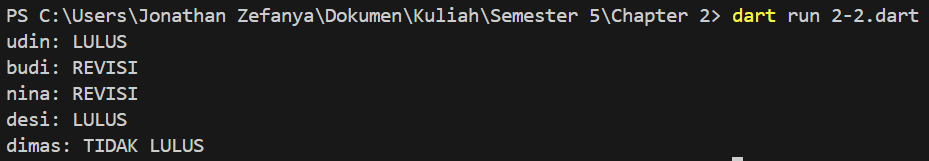 PS C:\Users\Jonathan Zefanya\Dokumen\Kuliah\Semester 5\Chapter 2> dart run 2-2.dart
udin: LULUS
budi: REVISI
nina: REVISI
desi: LULUS
dimas: TIDAK LULUS